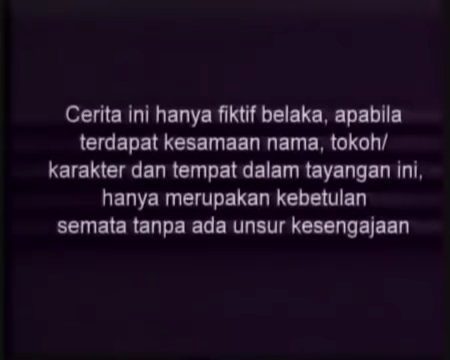 Cerita ini hanya fiktif belaka, apabila
terdapat kesamaan nama, tokoh/
karakter dan tempat dalam tayangan ini,
hanya merupakan kebetulan
semata tanpa ada unsur kesengajaan